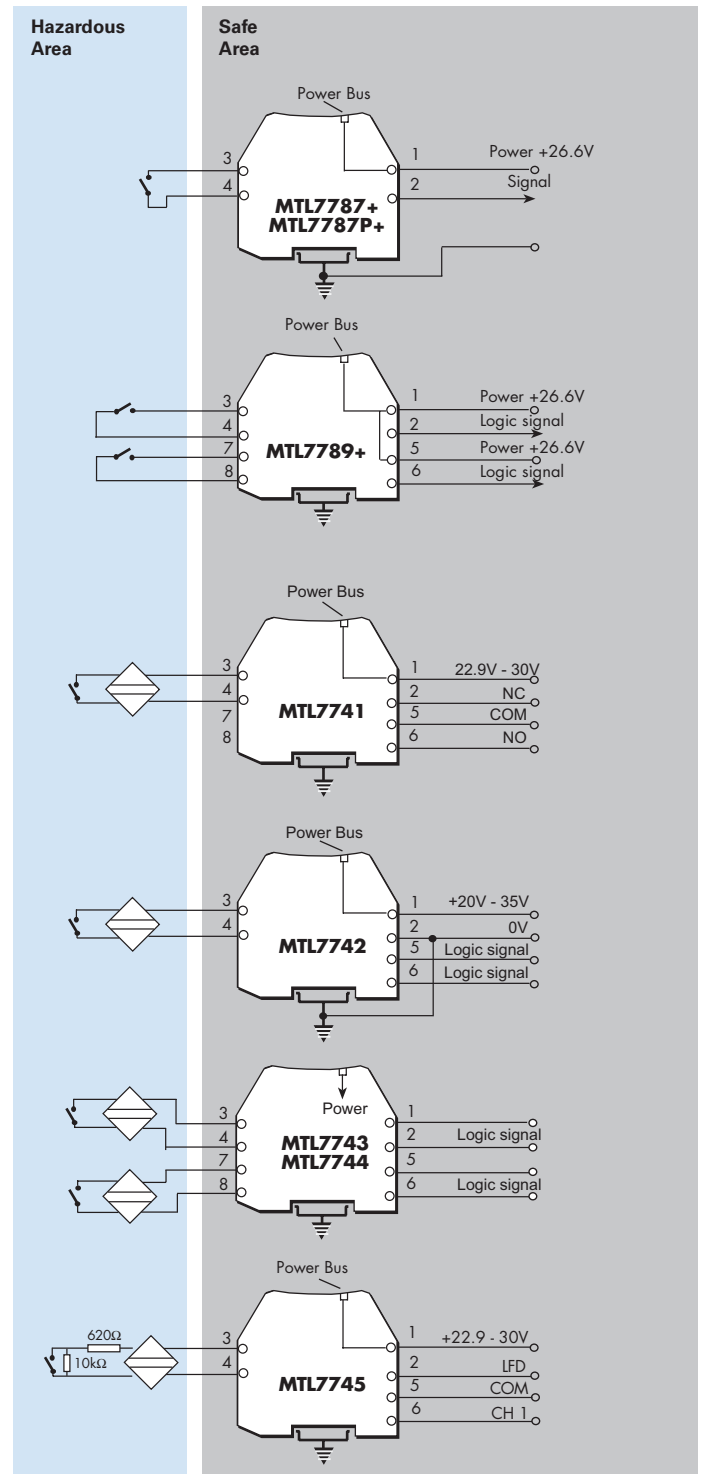 Hazardous
Area
Safe
Area
Power Bus
3
4
MTL7787+
MTL7787P+
1
Power +26.6V
2
Signal
Power Bus
3
4
7
8
MTL7789+
1
Power +26.6V
2
Logic signal
5
Power +26.6V
6
Logic signal
Power Bus
3
4
7
8
MTL7741
1
22.9V - 30V
2
NC
5
COM
6
NO
Power Bus
3
4
MTL7742
1
+20V - 35V
2
0V
5
Logic signal
6
Logic signal
Power
3
4
7
8
MTL7743
MTL7744
1
2
Logic signal
5
6
Logic signal
Power Bus
620Ω
10kΩ
3
4
MTL7745
1
+22.9 - 30V
2
LFD
5
COM
6
CH 1